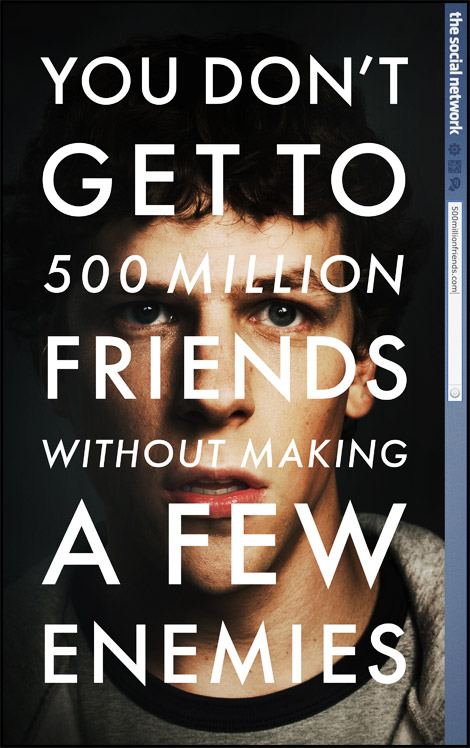 YOU DON'T
GET TO
500 MILLION
FRIENDS
WITHOUT MAKING
A FEW
ENEMIES
the social network
500millionfriends.com